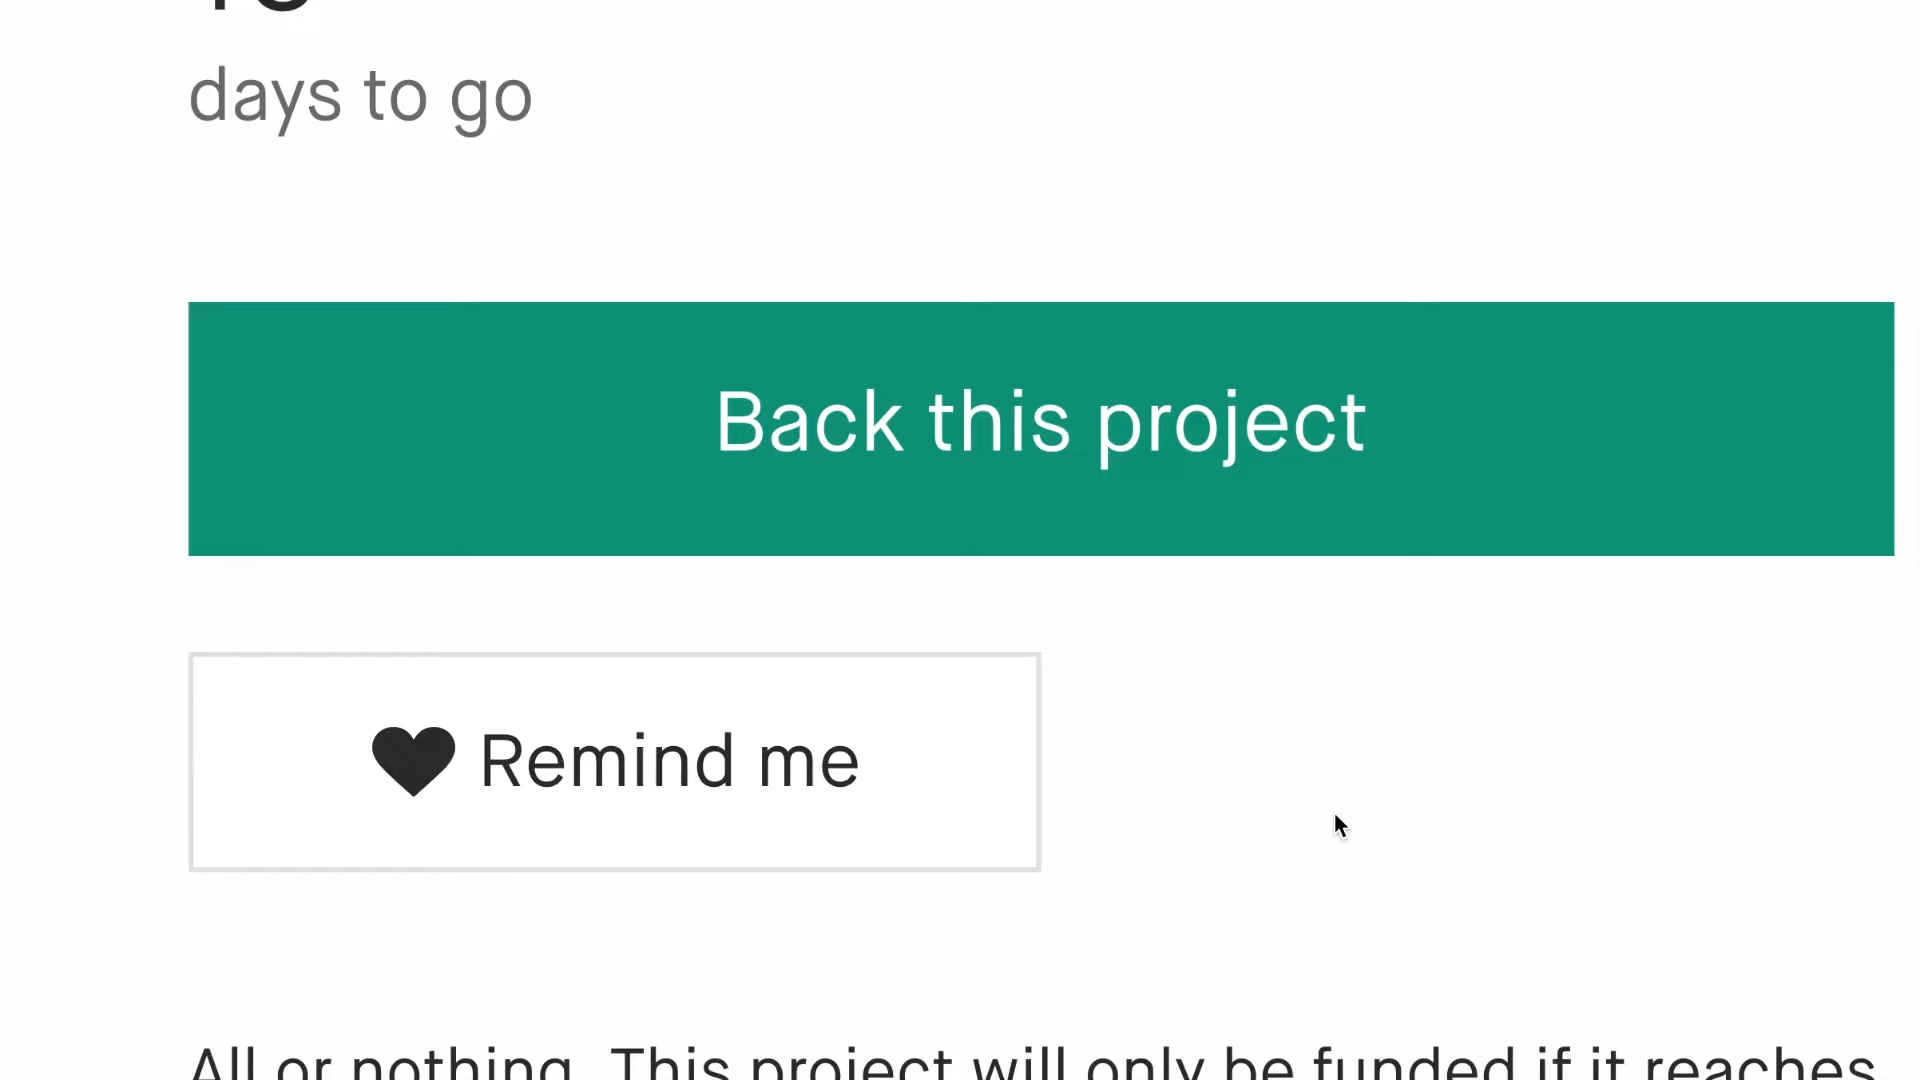 days to go
Back this project
Remind me
All or nothing. This project will only be funded if it reaches